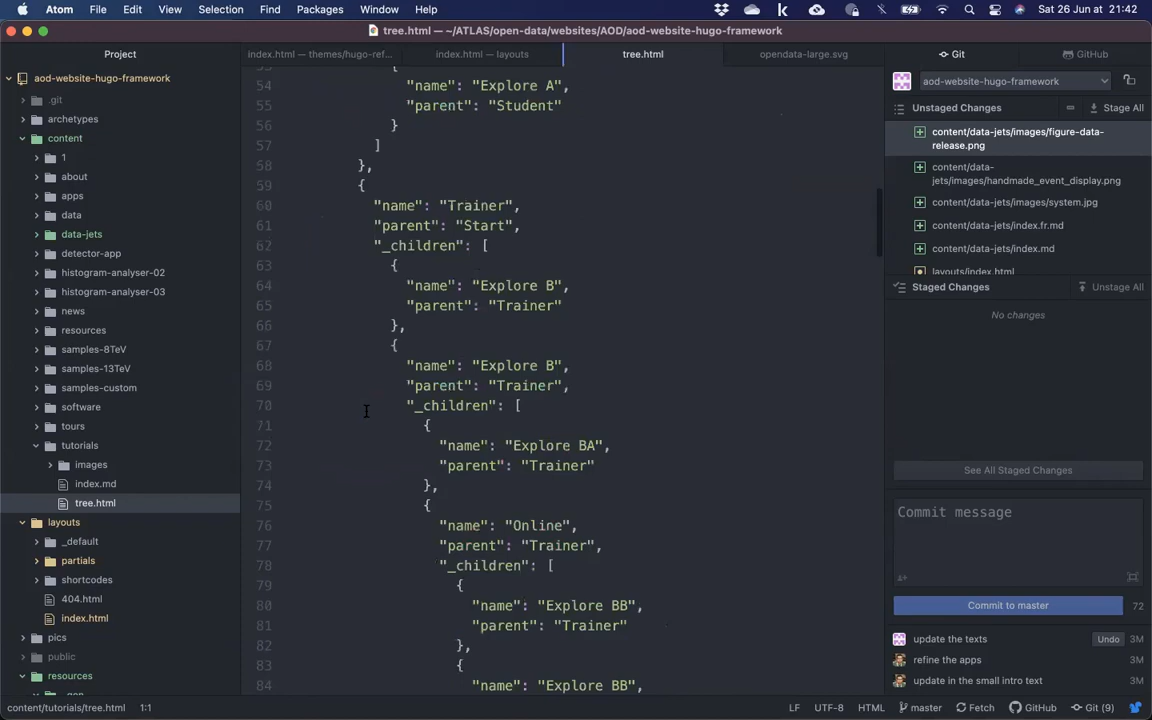 Atom File Edit View Selection Find Packages Window Help
Sat 26 Jun at 21:42
tree.html — ~/ATLAS/open-data/websites/AOD/aod-website-hugo-framework
Project
aod-website-hugo-framework
.git
archetypes
content
1
about
apps
data
data-jets
detector-app
histogram-analyser-02
histogram-analyser-03
news
resources
samples-8TeV
samples-13TeV
samples-custom
software
tours
tutorials
images
index.md
tree.html
layouts
_default
partials
shortcodes
404.html
index.html
pics
public
resources
index.html — themes/hugo-ref...
index.html — layouts
tree.html
opendata-large.svg
54 "name": "Explore A",
55 "parent": "Student"
56 }
57 ]
58 },
59 {
60 "name": "Trainer",
61 "parent": "Start",
62 "_children": [
63 {
64 "name": "Explore B",
65 "parent": "Trainer"
66 },
67 {
68 "name": "Explore B",
69 "parent": "Trainer",
70 "_children": [
71 {
72 "name": "Explore BA",
73 "parent": "Trainer"
74 },
75 {
76 "name": "Online",
77 "parent": "Trainer",
78 "_children": [
79 {
80 "name": "Explore BB",
81 "parent": "Trainer"
82 },
83 {
84 "name": "Explore BB",
Git
GitHub
aod-website-hugo-framework
Unstaged Changes
Stage All
content/data-jets/images/figure-data-
release.png
content/data-
jets/images/handmade_event_display.png
content/data-jets/images/system.jpg
content/data-jets/index.fr.md
content/data-jets/index.md
layouts/index.html
Staged Changes
Unstage All
No changes
See All Staged Changes
Commit message
Commit to master
72
update the texts Undo 3M
refine the apps 3M
update in the small intro text 3M
content/tutorials/tree.html 1:1
LF UTF-8 HTML master Fetch GitHub Git (9)